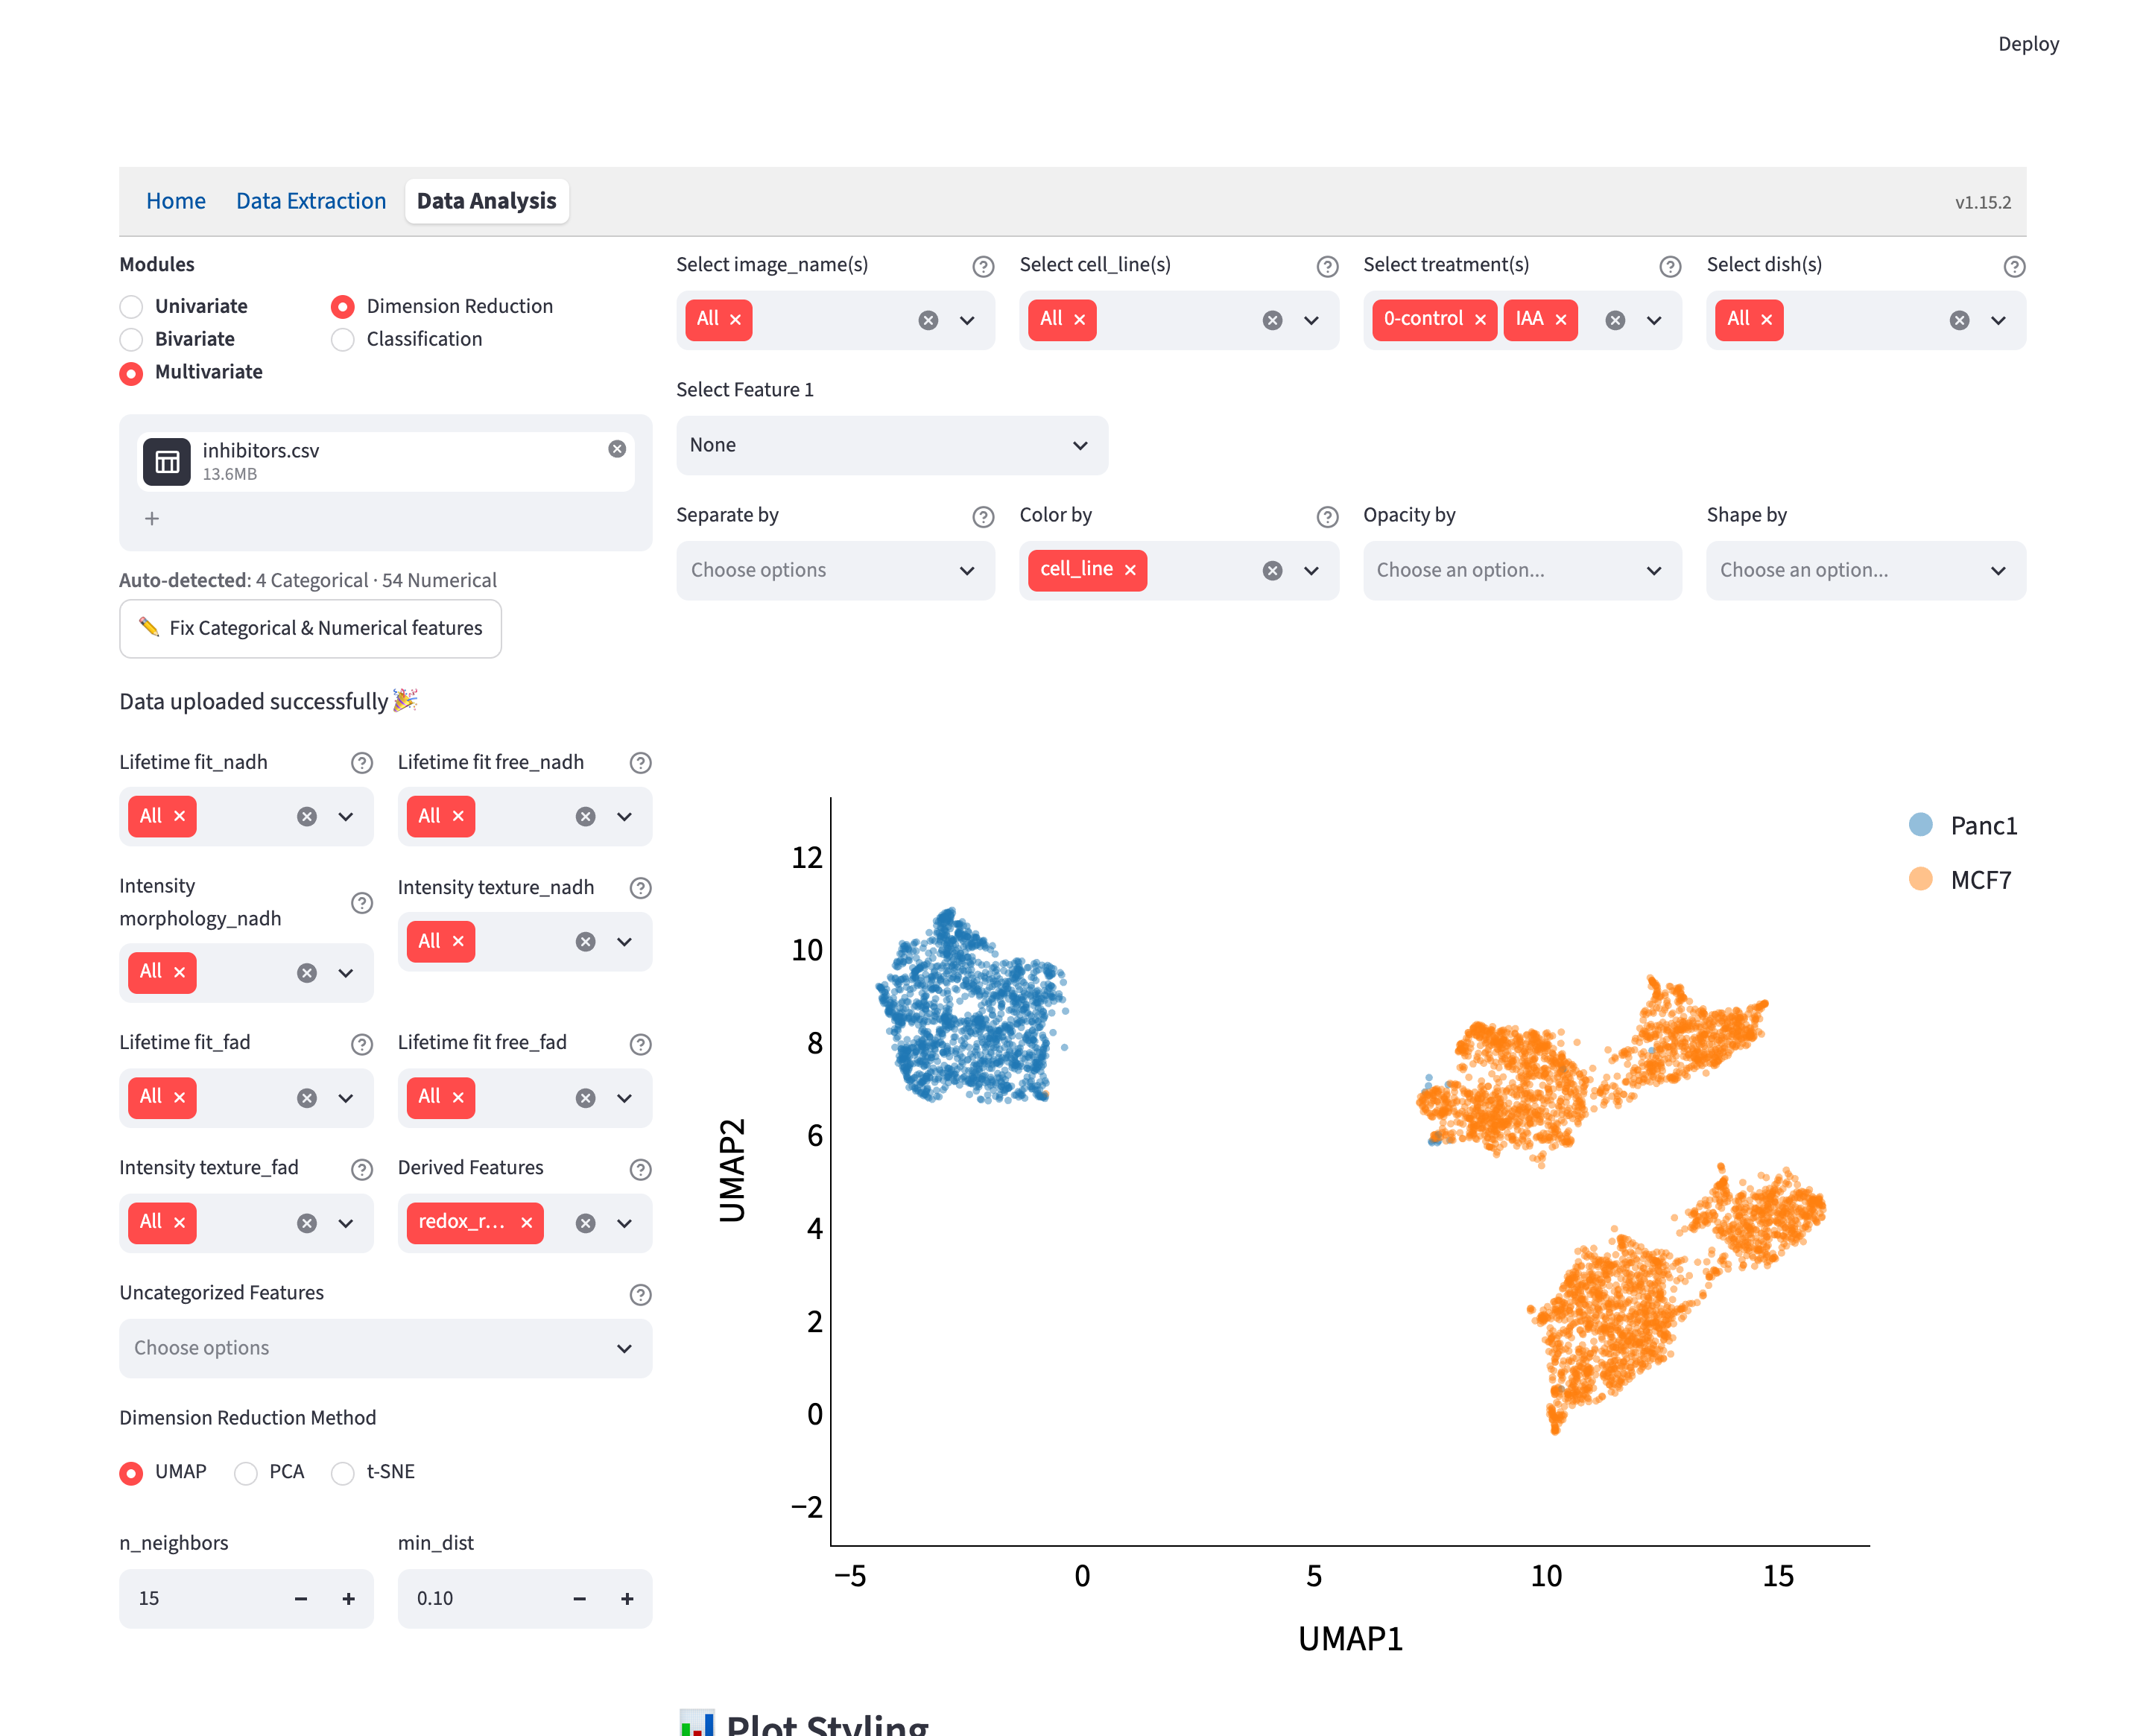 Deploy
Home Data Extraction Data Analysis v1.15.2
Modules
Univariate Dimension Reduction
Bivariate Classification
Multivariate
inhibitors.csv
13.6MB
+
Auto-detected: 4 Categorical · 54 Numerical
✏️ Fix Categorical & Numerical features
Data uploaded successfully 🎉
Lifetime fit_nadh Lifetime fit free_nadh
All × All ×
Intensity
morphology_nadh
All ×
Intensity texture_nadh
All ×
Lifetime fit_fad Lifetime fit free_fad
All × All ×
Intensity texture_fad Derived Features
All × redox_r... ×
Uncategorized Features
Choose options
Dimension Reduction Method
UMAP PCA t-SNE
n_neighbors min_dist
15 − + 0.10 − +
Select image_name(s) Select cell_line(s) Select treatment(s) Select dish(s)
All × All × 0-control × IAA × All ×
Select Feature 1
None
Separate by Color by Opacity by Shape by
Choose options cell_line × Choose an option... Choose an option...
Panc1
MCF7
12
10
8
6
4
2
0
−2
UMAP2
−5 0 5 10 15
UMAP1
📊 Plot Styling